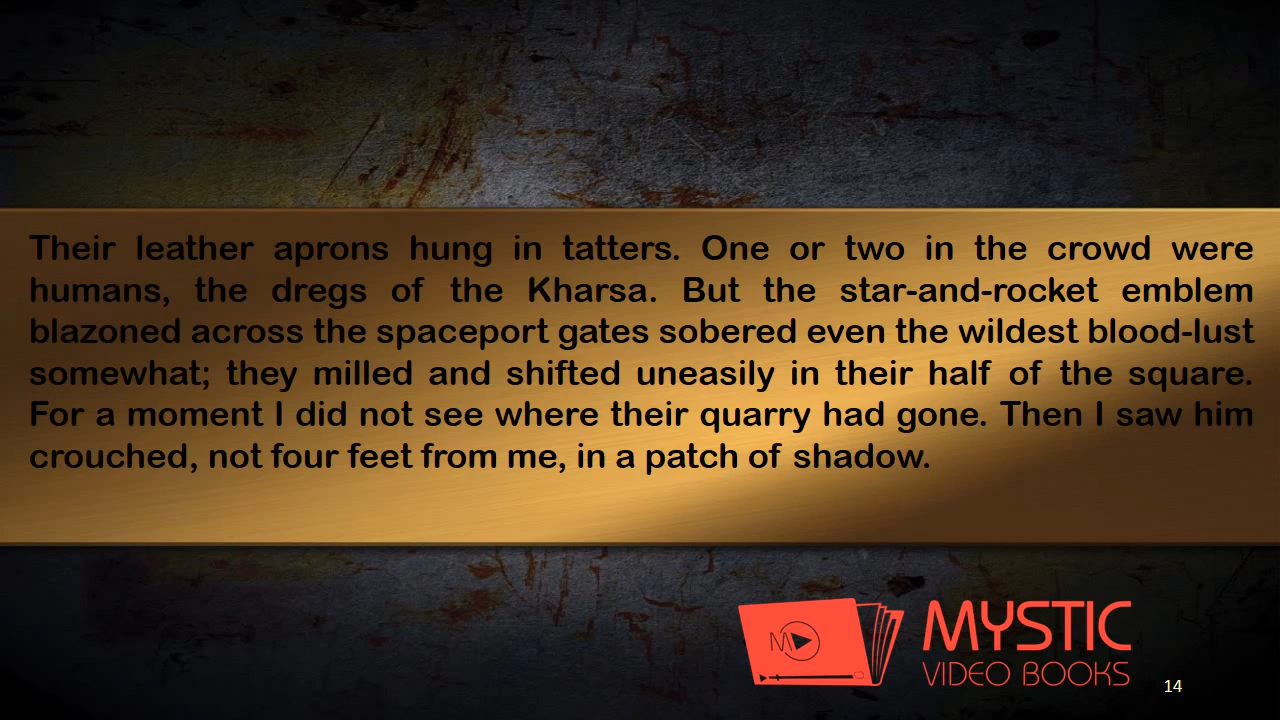 Their leather aprons hung in tatters. One or two in the crowd were
humans, the dregs of the Kharsa. But the star-and-rocket emblem
blazoned across the spaceport gates sobered even the wildest blood-lust
somewhat; they milled and shifted uneasily in their half of the square.
For a moment I did not see where their quarry had gone. Then I saw him
crouched, not four feet from me, in a patch of shadow.
MYSTIC
VIDEO BOOKS
14